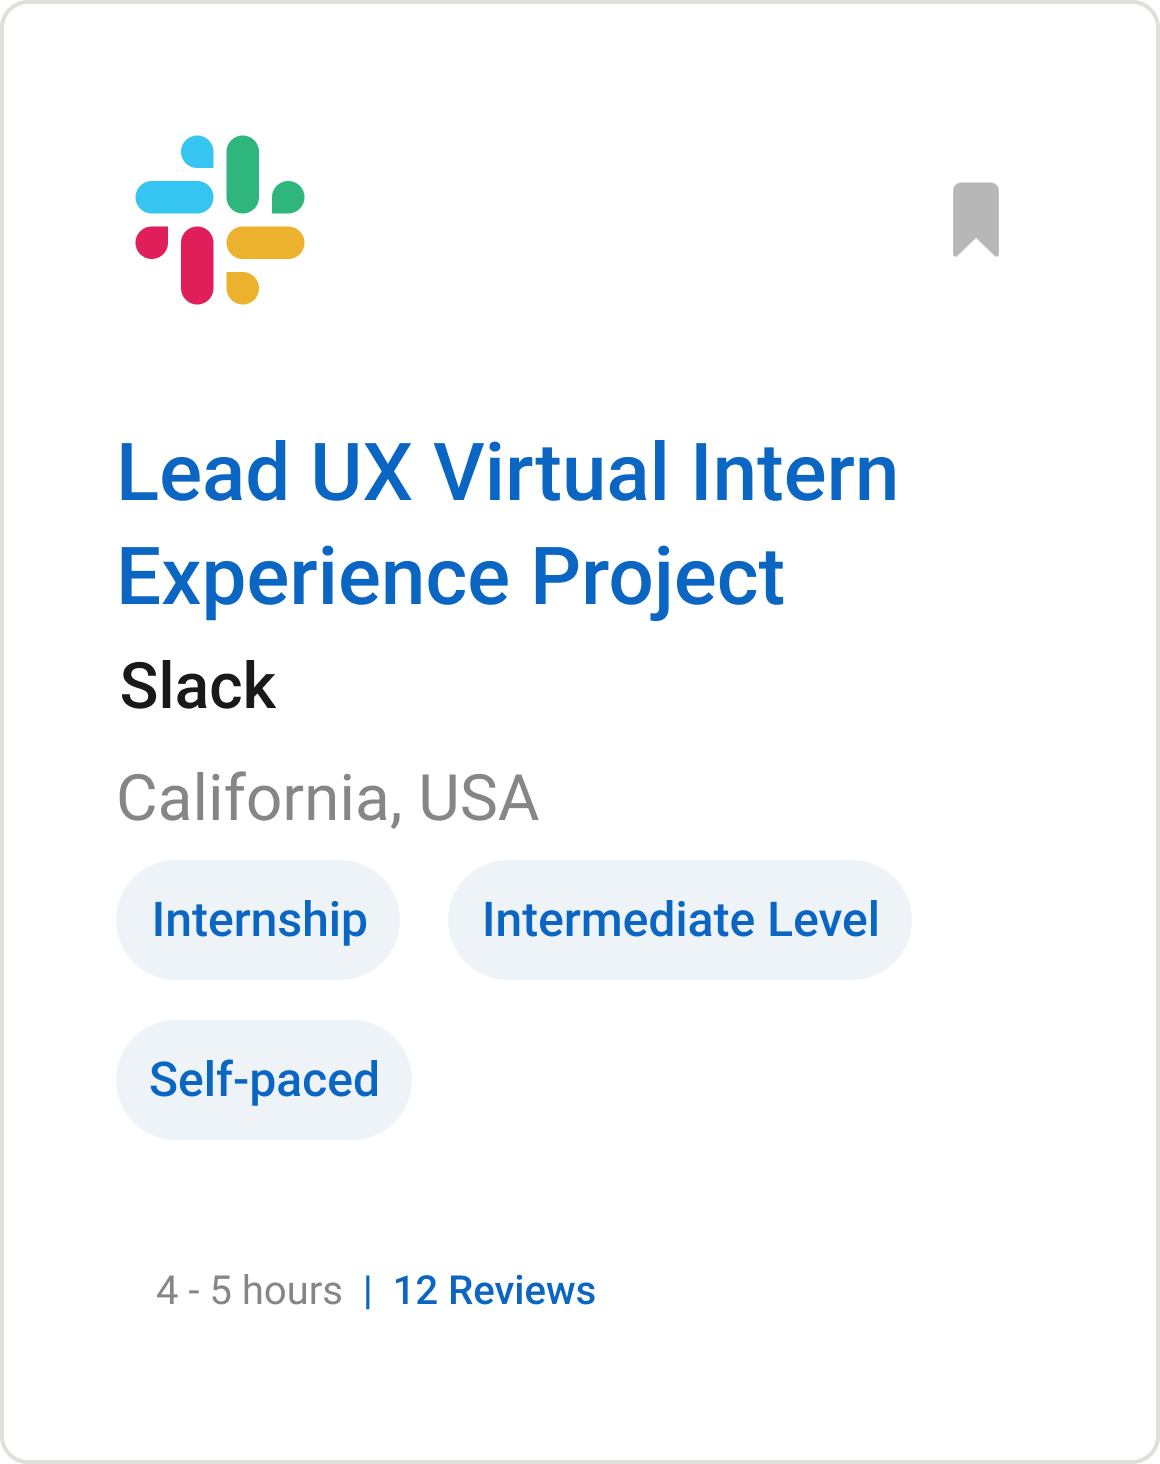 Lead UX Virtual Intern
Experience Project
Slack
California, USA
Internship
Intermediate Level
Self-paced
4 - 5 hours | 12 Reviews